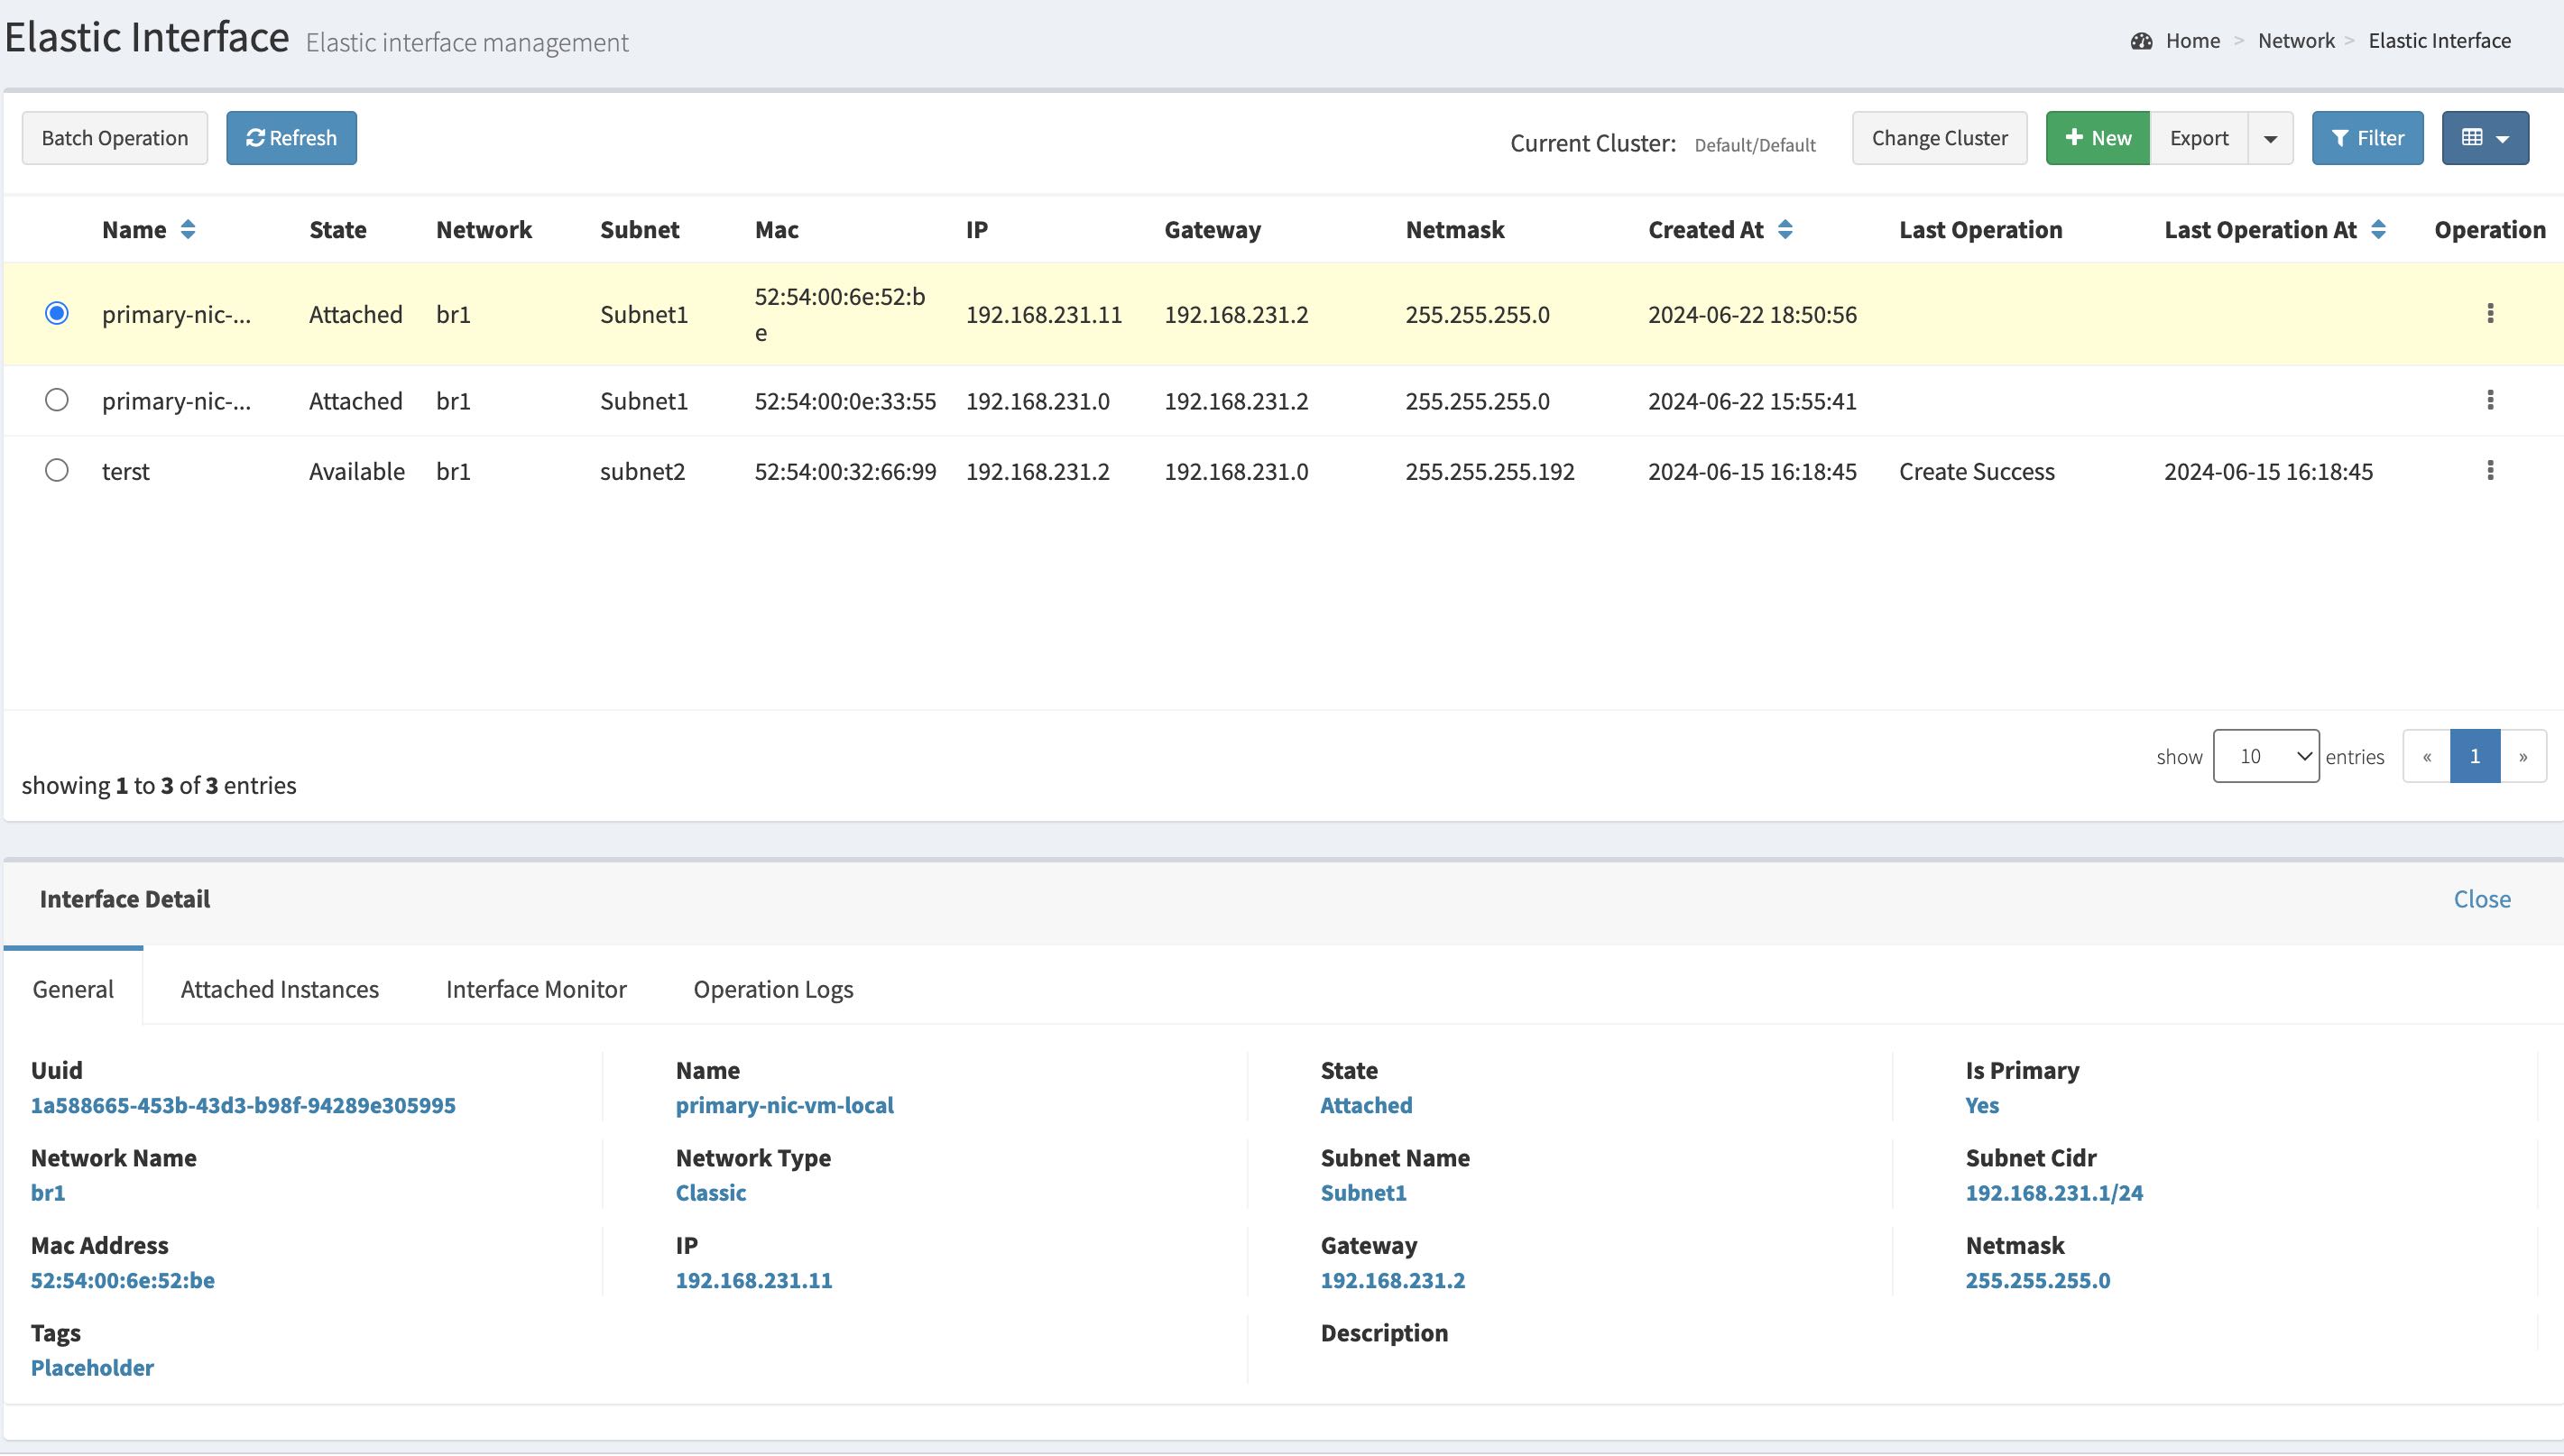 Elastic Interface Elastic interface management Home > Network > Elastic Interface
Batch Operation Refresh Current Cluster: Default/Default Change Cluster + New Export Filter
Name State Network Subnet Mac IP Gateway Netmask Created At Last Operation Last Operation At Operation
primary-nic-... Attached br1 Subnet1 52:54:00:6e:52:b 192.168.231.11 192.168.231.2 255.255.255.0 2024-06-22 18:50:56
e
primary-nic-... Attached br1 Subnet1 52:54:00:0e:33:55 192.168.231.0 192.168.231.2 255.255.255.0 2024-06-22 15:55:41
terst Available br1 subnet2 52:54:00:32:66:99 192.168.231.2 192.168.231.0 255.255.255.192 2024-06-15 16:18:45 Create Success 2024-06-15 16:18:45
show 10 entries « 1 »
showing 1 to 3 of 3 entries
Interface Detail Close
General Attached Instances Interface Monitor Operation Logs
Uuid Name State Is Primary
1a588665-453b-43d3-b98f-94289e305995 primary-nic-vm-local Attached Yes
Network Name Network Type Subnet Name Subnet Cidr
br1 Classic Subnet1 192.168.231.1/24
Mac Address IP Gateway Netmask
52:54:00:6e:52:be 192.168.231.11 192.168.231.2 255.255.255.0
Tags Description
Placeholder